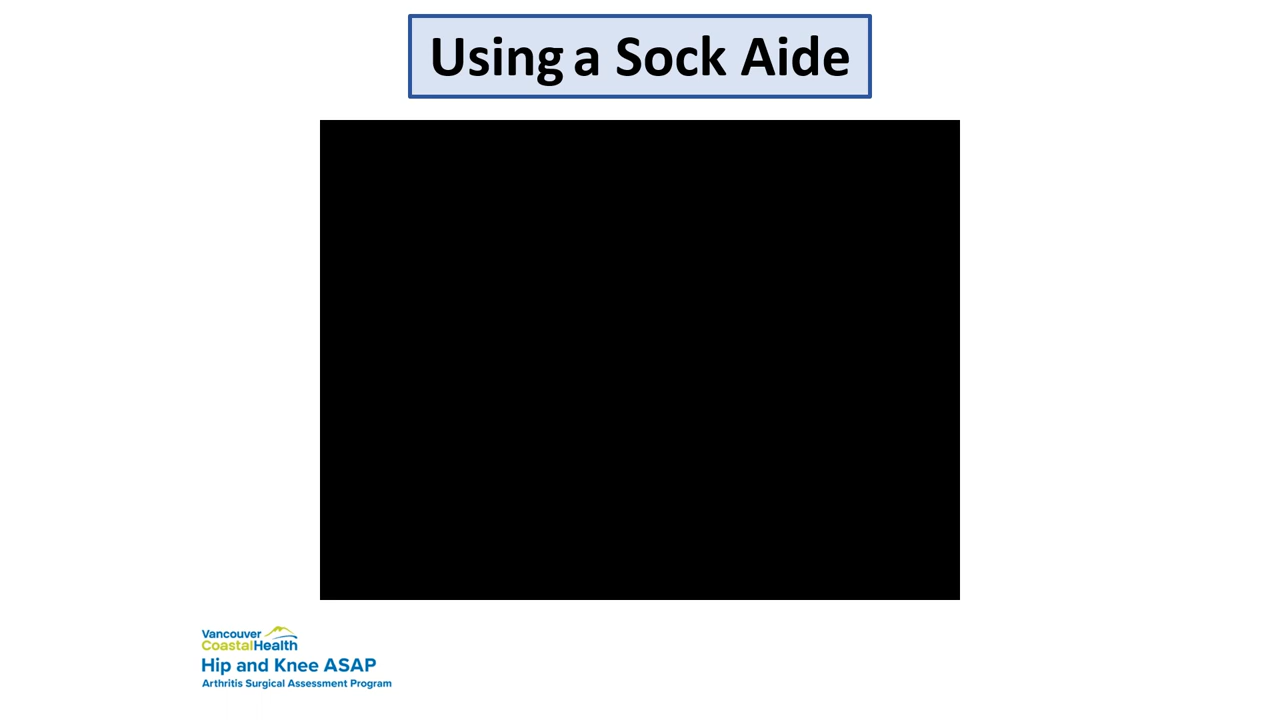 Using a Sock Aide
Vancouver
CoastalHealth
Hip and Knee ASAP
Arthritis Surgical Assessment Program